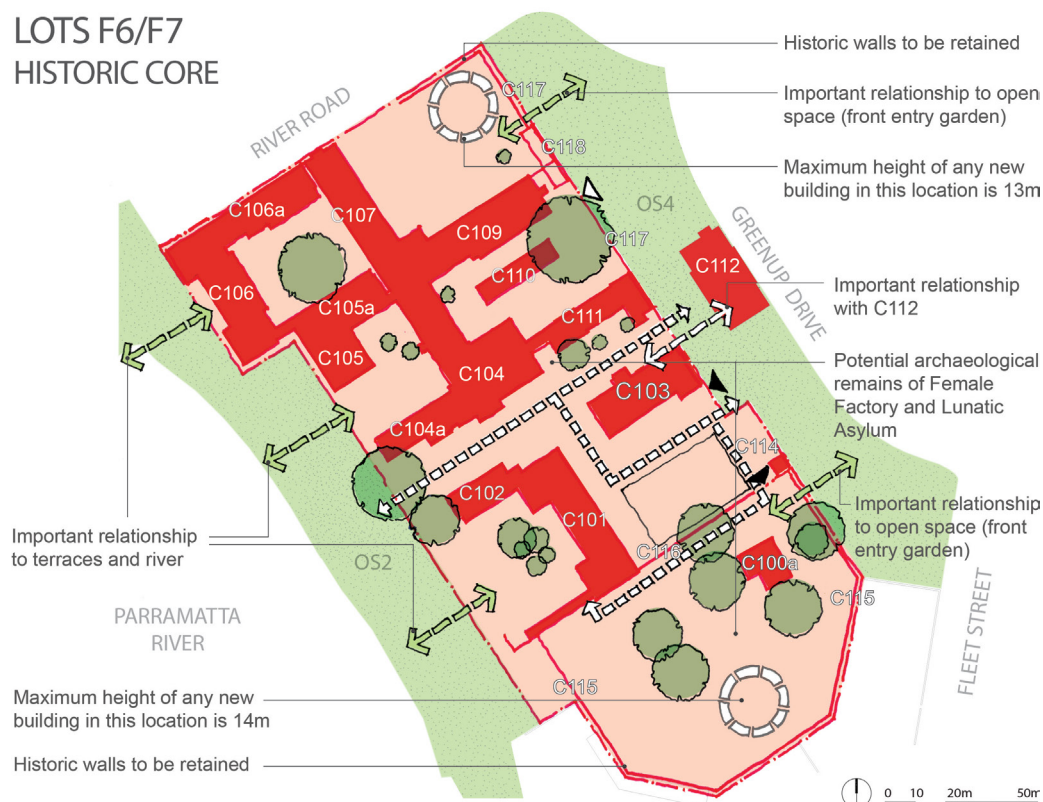 LOTS F6/F7
HISTORIC CORE
Historic walls to be retained
Important relationship to open
space (front entry garden)
Maximum height of any new
building in this location is 13m
RIVER ROAD
C117
C118
OS4
GREENUP DRIVE
C106a
C107
C109
C117
C110
C112
C106
C105a
C111
C105
C104
C103
C104a
C114
C102
C101
C116
C100a
C115
C115
OS2
Important relationship
with C112
Potential archaeological
remains of Female
Factory and Lunatic
Asylum
Important relationship
to open space (front
entry garden)
Important relationship
to terraces and river
PARRAMATTA
RIVER
FLEET STREET
Maximum height of any new
building in this location is 14m
Historic walls to be retained
0 10 20m 50m